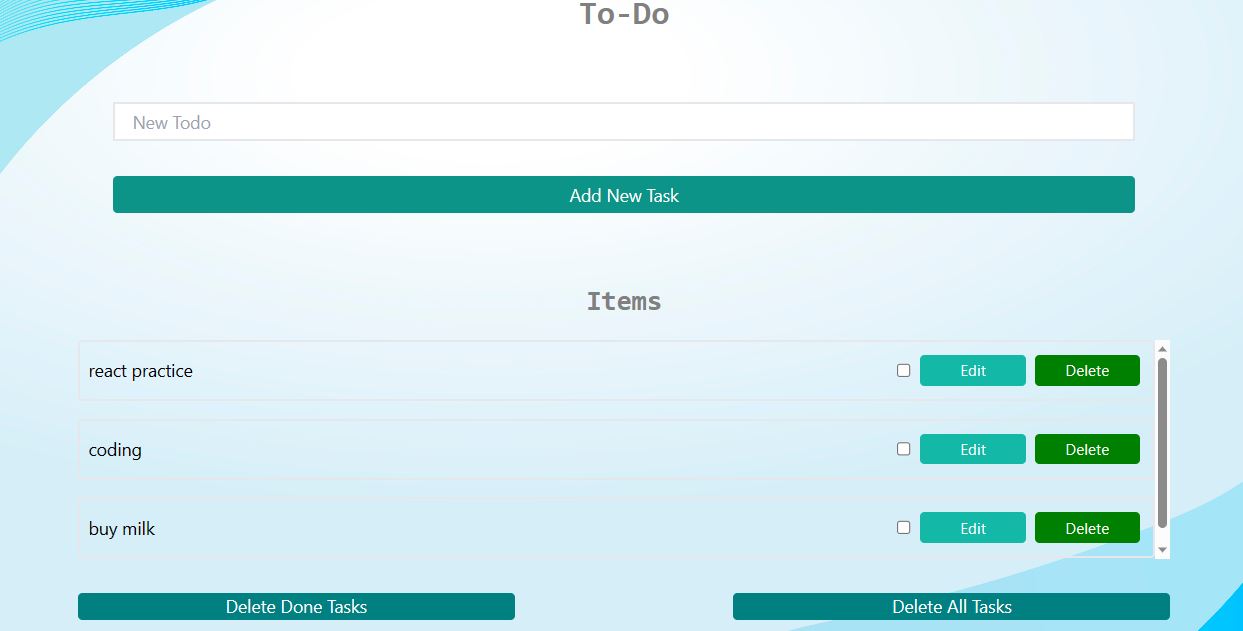 To-Do
New Todo
Add New Task
Items
react practice Edit Delete
coding Edit Delete
buy milk Edit Delete
Delete Done Tasks Delete All Tasks